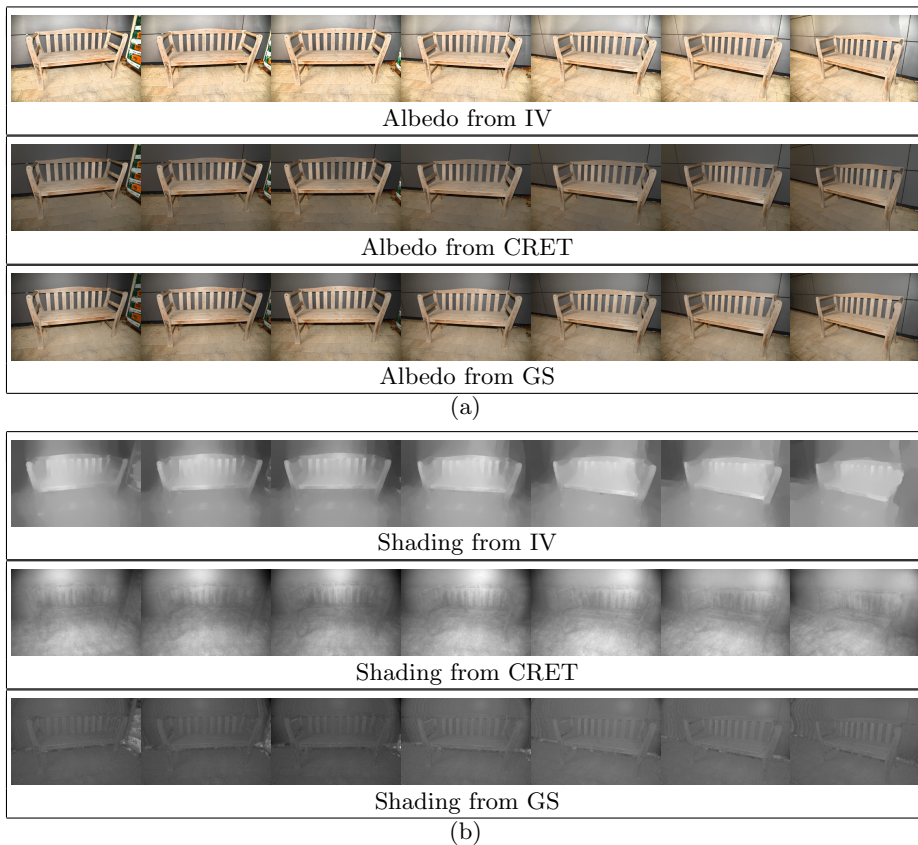 Albedo from IV
Albedo from CRET
Albedo from GS
(a)
Shading from IV
Shading from CRET
Shading from GS
(b)